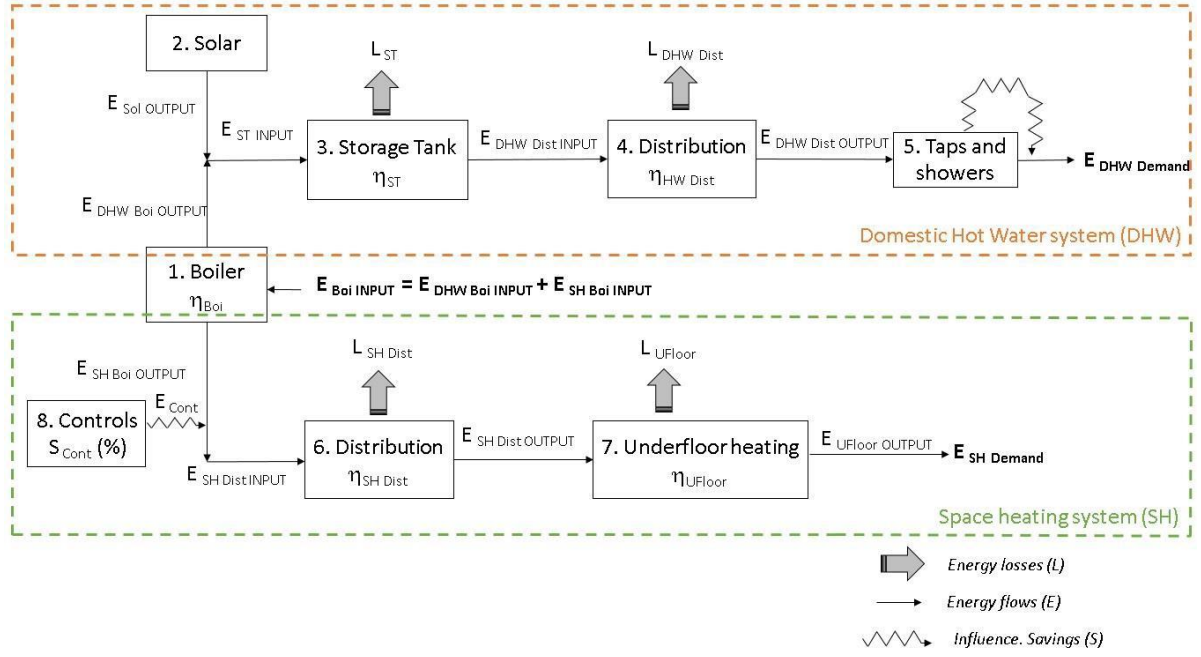 2. Solar
L ST
L DHW Dist
E Sol OUTPUT
E ST INPUT
3. Storage Tank
ηST
E DHW Dist INPUT
4. Distribution
ηHW Dist
E DHW Dist OUTPUT
5. Taps and
showers
E DHW Demand
E DHW Boi OUTPUT
Domestic Hot Water system (DHW)
1. Boiler
ηBoi
E Boi INPUT = E DHW Boi INPUT + E SH Boi INPUT
L SH Dist
L UFloor
E SH Boi OUTPUT
E Cont
8. Controls
S Cont (%)
E SH Dist INPUT
6. Distribution
ηSH Dist
E SH Dist OUTPUT
7. Underfloor heating
ηUFloor
E UFloor OUTPUT
E SH Demand
Space heating system (SH)
Energy losses (L)
Energy flows (E)
Influence. Savings (S)